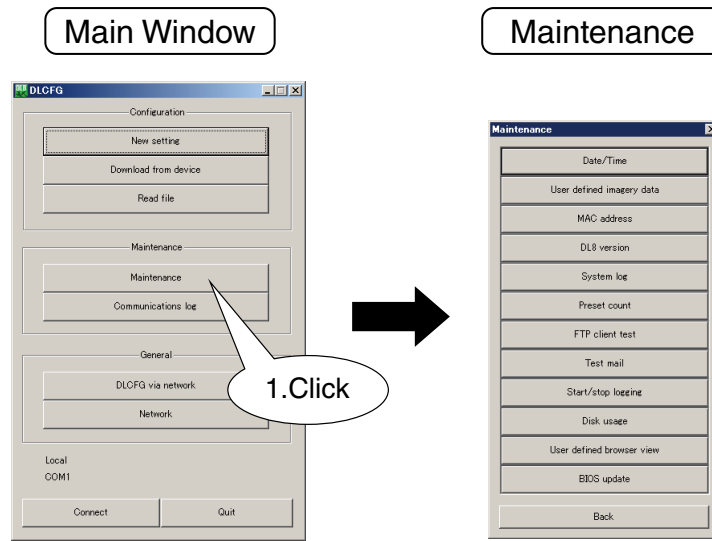 Main Window
Maintenance
DLCFG
Configuration
New setting
Download from device
Read file
Maintenance
Maintenance
Communications log
General
DLCFG via network
Network
Local
COM1
Connect
Quit
1.Click
Maintenance
Date/Time
User defined imagery data
MAC address
DL8 version
System log
Preset count
FTP client test
Test mail
Start/stop logging
Disk usage
User defined browser view
BIOS update
Back